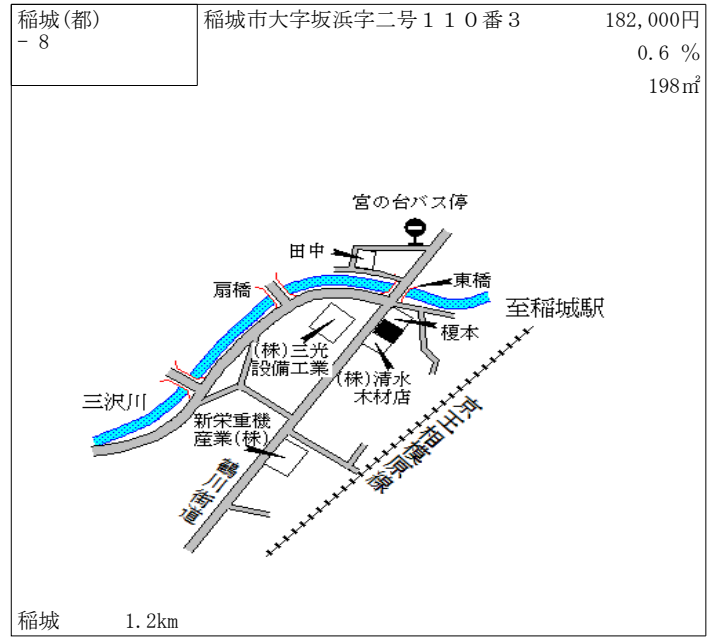 稲城(都)
- 8
稲城市大字坂浜字二号１１０番３
182,000円
0.6 %
198㎡
宮の台バス停
田中
東橋
扇橋
至稲城駅
榎本
(株)三光
設備工業
(株)清水
木材店
三沢川
新栄重機
産業(株)
京王相模原線
鶴川街道
稲城 1.2km